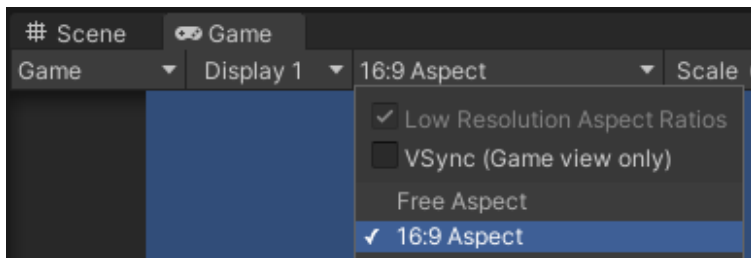 Scene Game
Game Display 1 16:9 Aspect Scale
Low Resolution Aspect Ratios
VSync (Game view only)
Free Aspect
16:9 Aspect